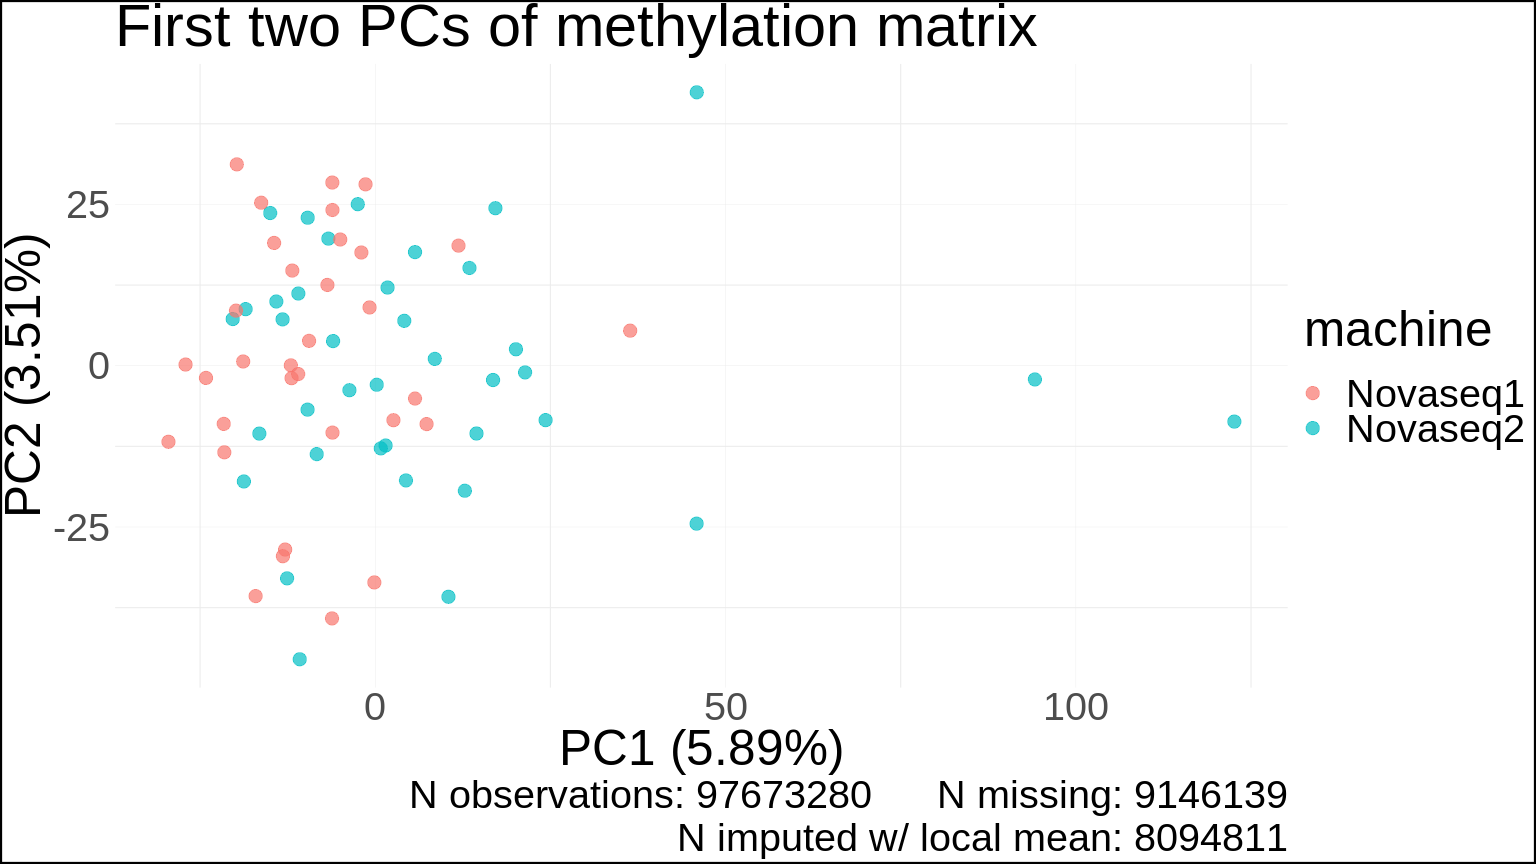 First two PCs of methylation matrix
PC2 (3.51%)
25
0
-25
0 50 100
PC1 (5.89%)
machine
Novaseq1
Novaseq2
N observations: 97673280 N missing: 9146139
N imputed w/ local mean: 8094811